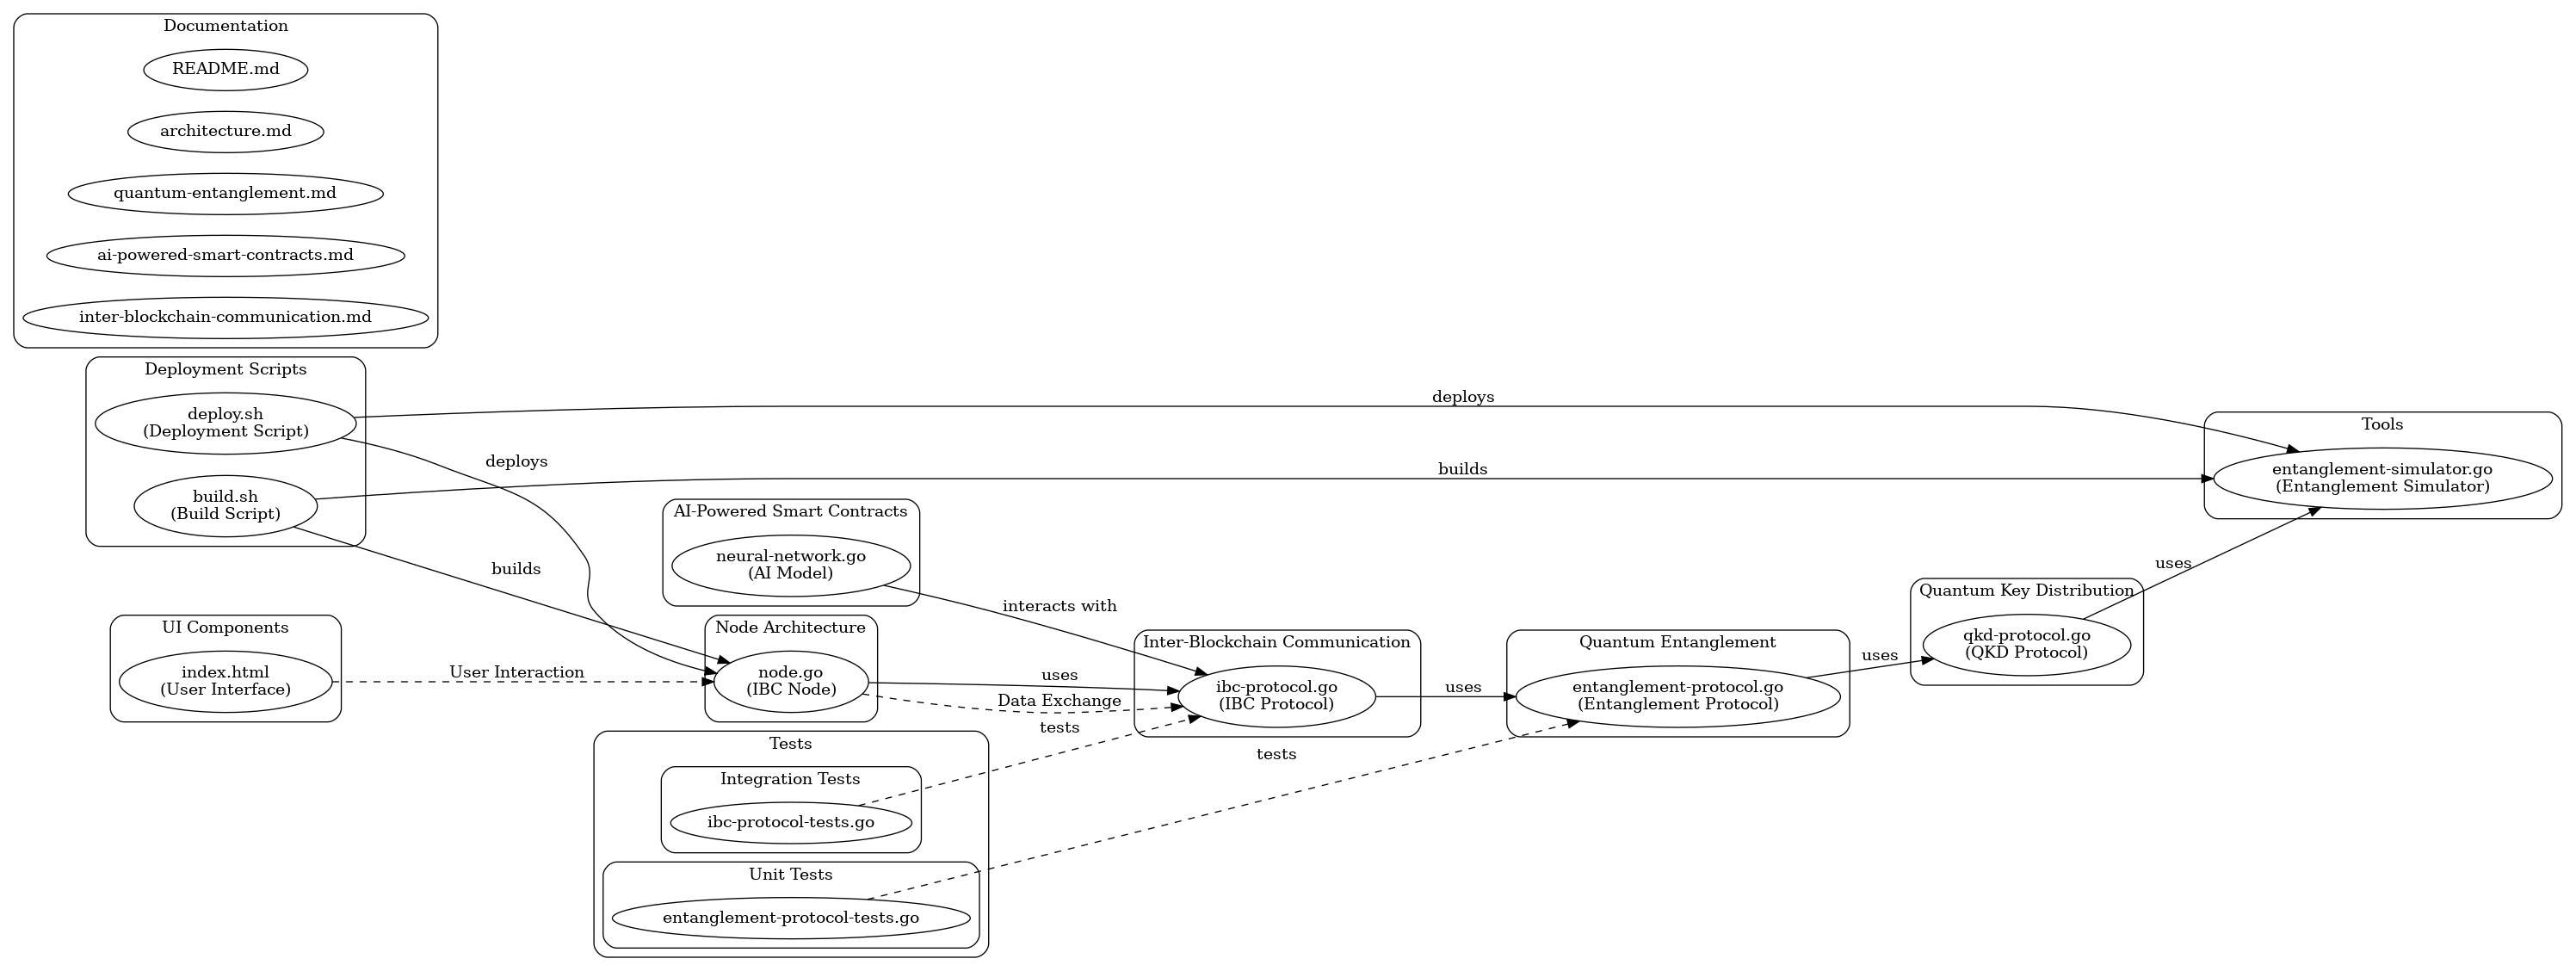 Documentation
README.md
architecture.md
quantum-entanglement.md
ai-powered-smart-contracts.md
inter-blockchain-communication.md
Deployment Scripts
deploy.sh
(Deployment Script)
build.sh
(Build Script)
deploys
deploys
builds
builds
Tools
entanglement-simulator.go
(Entanglement Simulator)
AI-Powered Smart Contracts
neural-network.go
(AI Model)
interacts with
UI Components
index.html
(User Interface)
User Interaction
Node Architecture
node.go
(IBC Node)
uses
Data Exchange
Inter-Blockchain Communication
ibc-protocol.go
(IBC Protocol)
uses
Quantum Entanglement
entanglement-protocol.go
(Entanglement Protocol)
uses
Quantum Key Distribution
qkd-protocol.go
(QKD Protocol)
uses
Tests
Integration Tests
ibc-protocol-tests.go
tests
Unit Tests
entanglement-protocol-tests.go
tests